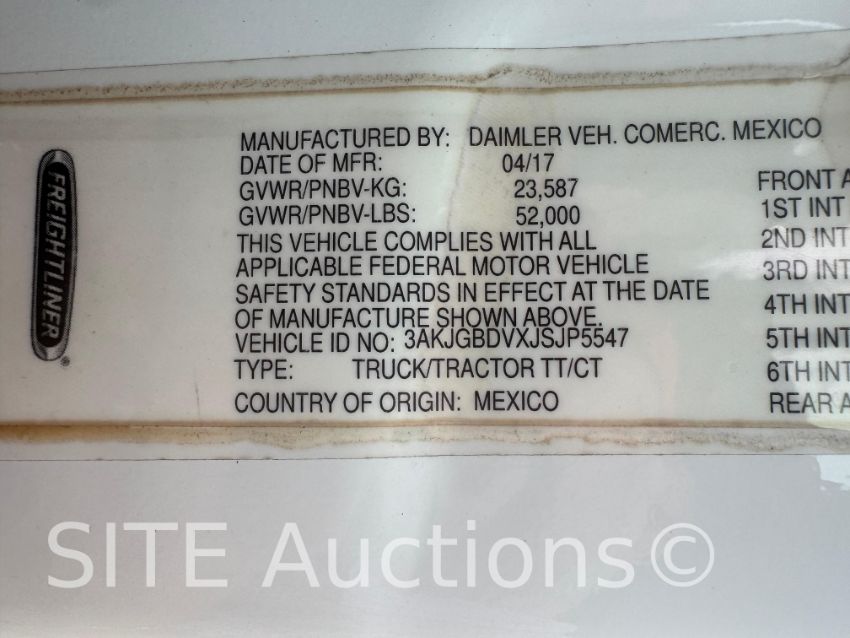 FREIGHTLINER®
MANUFACTURED BY: DAIMLER VEH. COMERC. MEXICO
DATE OF MFR: 04/17
GVWR/PNBV-KG: 23,587
GVWR/PNBV-LBS: 52,000
THIS VEHICLE COMPLIES WITH ALL
APPLICABLE FEDERAL MOTOR VEHICLE
SAFETY STANDARDS IN EFFECT AT THE DATE
OF MANUFACTURE SHOWN ABOVE.
VEHICLE ID NO: 3AKJGBDVXJSJP5547
TYPE: TRUCK/TRACTOR TT/CT
COUNTRY OF ORIGIN: MEXICO
FRONT A
1ST INT
2ND INT
3RD INT
4TH INT
5TH INT
6TH INT
REAR A
SITE Auctions©